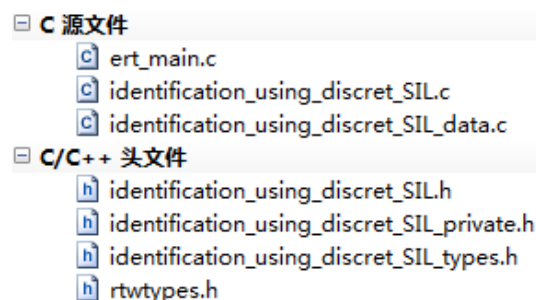 C 源文件
ert_main.c
identification_using_discret_SIL.c
identification_using_discret_SIL_data.c
C/C++ 头文件
identification_using_discret_SIL.h
identification_using_discret_SIL_private.h
identification_using_discret_SIL_types.h
rtwtypes.h